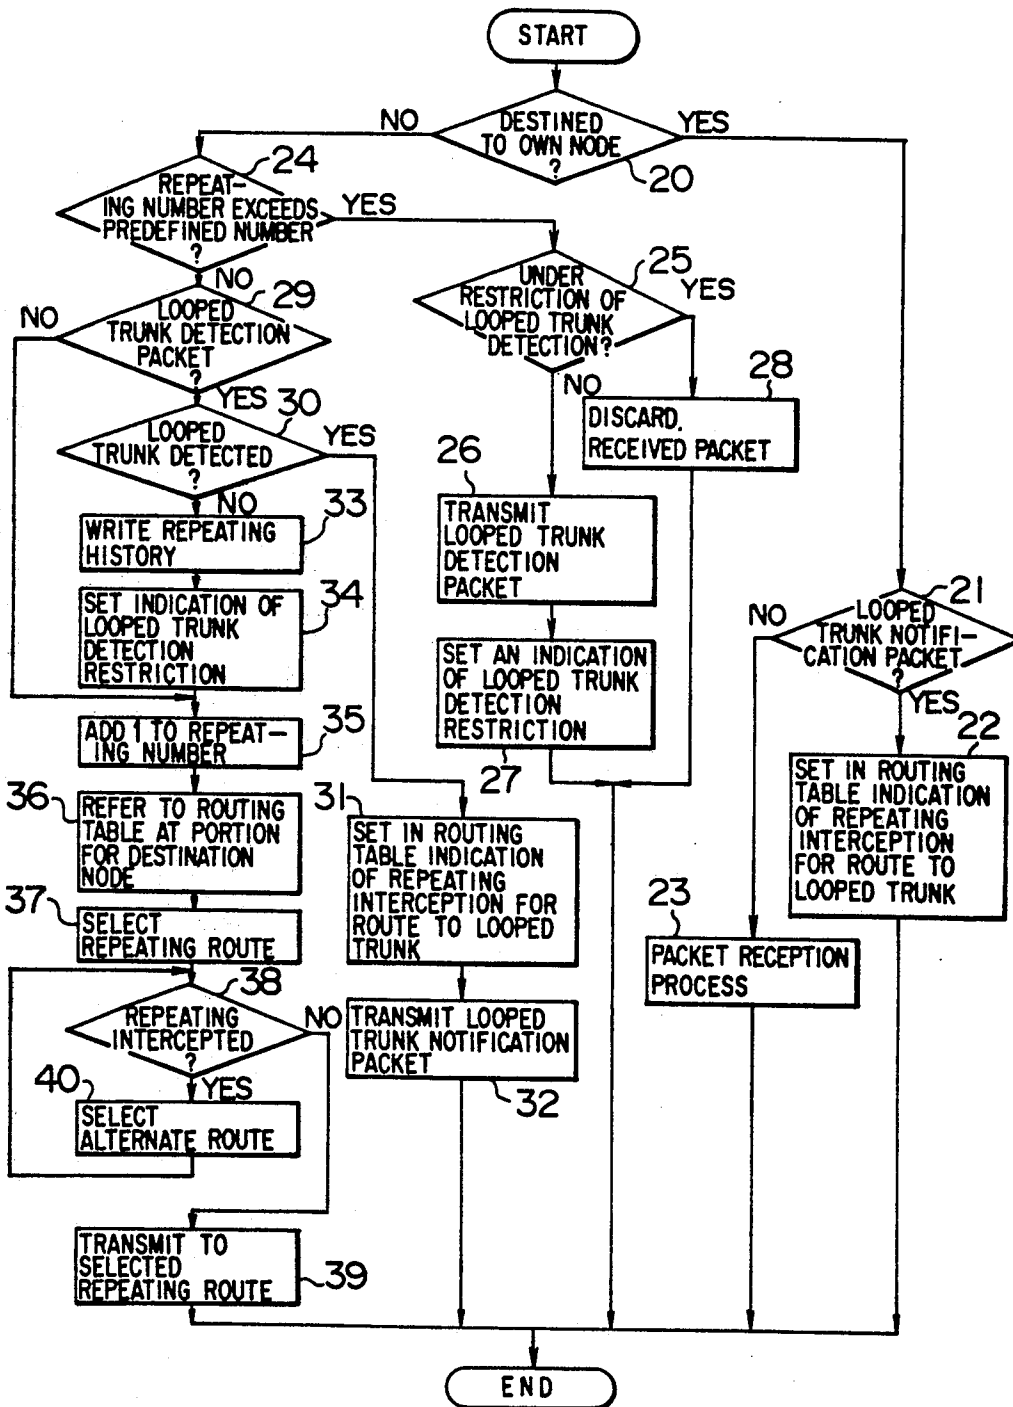 START
DESTINED
TO OWN NODE
?
NO
YES
20
24
REPEAT-
ING NUMBER EXCEEDS
PREDEFINED NUMBER
?
YES
NO
25
UNDER
RESTRICTION OF
LOOPED TRUNK
DETECTION?
YES
NO
29
LOOPED
TRUNK DETECTION
PACKET
?
NO
YES
28
DISCARD.
RECEIVED PACKET
30
LOOPED
TRUNK DETECTED
?
YES
NO
26
TRANSMIT
LOOPED TRUNK
DETECTION
PACKET
33
WRITE REPEATING
HISTORY
34
SET INDICATION OF
LOOPED TRUNK
DETECTION
RESTRICTION
SET AN INDICATION
OF LOOPED TRUNK
DETECTION
RESTRICTION
27
21
LOOPED
TRUNK NOTIFI-
CATION PACKET
?
NO
YES
22
SET IN ROUTING
TABLE INDICATION
OF REPEATING
INTERCEPTION
FOR ROUTE TO
LOOPED TRUNK
35
ADD 1 TO REPEAT-
ING NUMBER
36
REFER TO ROUTING
TABLE AT PORTION
FOR DESTINATION
NODE
31
SET IN ROUTING
TABLE INDICATION
OF REPEATING
INTERCEPTION FOR
ROUTE TO LOOPED
TRUNK
37
SELECT
REPEATING ROUTE
23
PACKET RECEPTION
PROCESS
38
REPEATING
INTERCEPTED
?
NO
YES
TRANSMIT LOOPED
TRUNK NOTIFICATION
PACKET
32
40
SELECT
ALTERNATE ROUTE
TRANSMIT TO
SELECTED
REPEATING ROUTE
39
END